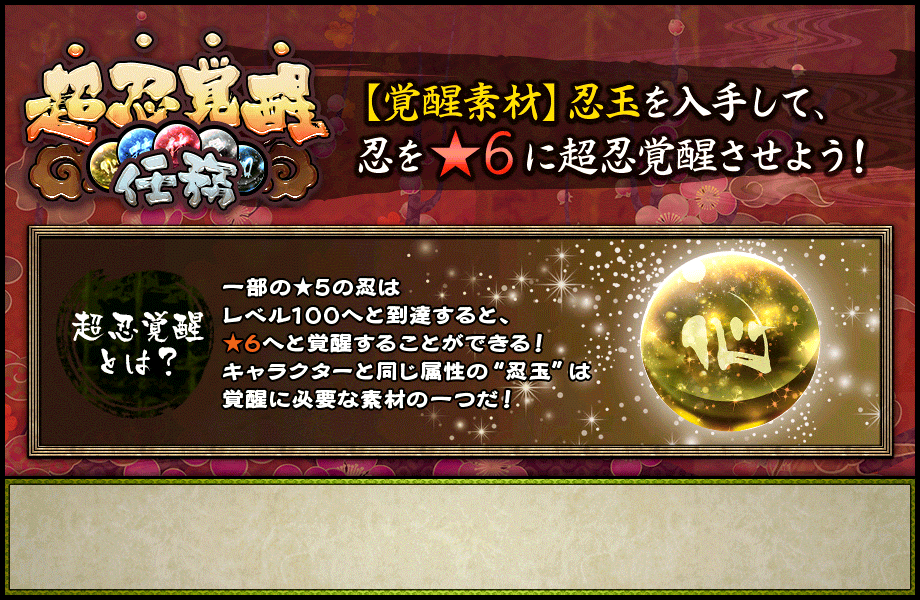 超忍覚醒
任務
【覚醒素材】忍玉を入手して、
忍を★6に超忍覚醒させよう!
超忍覚醒
とは?
一部の★5の忍は
レベル100へと到達すると、
★6へと覚醒することができる!
キャラクターと同じ属性の“忍玉”は
覚醒に必要な素材の一つだ!
心